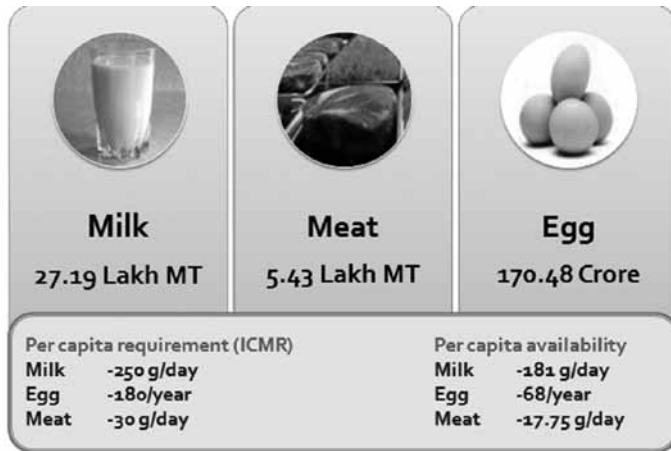 Milk
27.19 Lakh MT
Meat
5.43 Lakh MT
Egg
170.48 Crore
Per capita requirement (ICMR)
Milk -250 g/day
Egg -180/year
Meat -30 g/day
Per capita availability
Milk -181 g/day
Egg -68/year
Meat -17.75 g/day